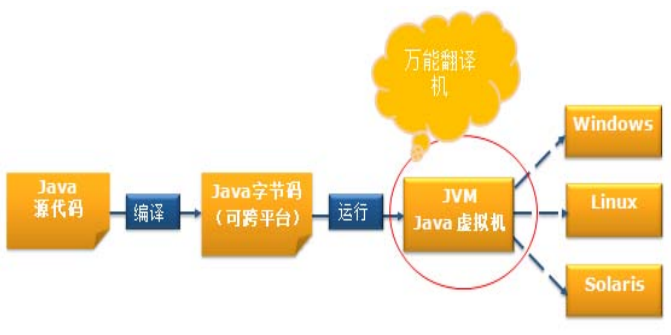 万能翻译
机
Java
源代码
编译
Java字节码
（可跨平台）
运行
JVM
Java 虚拟机
Windows
Linux
Solaris